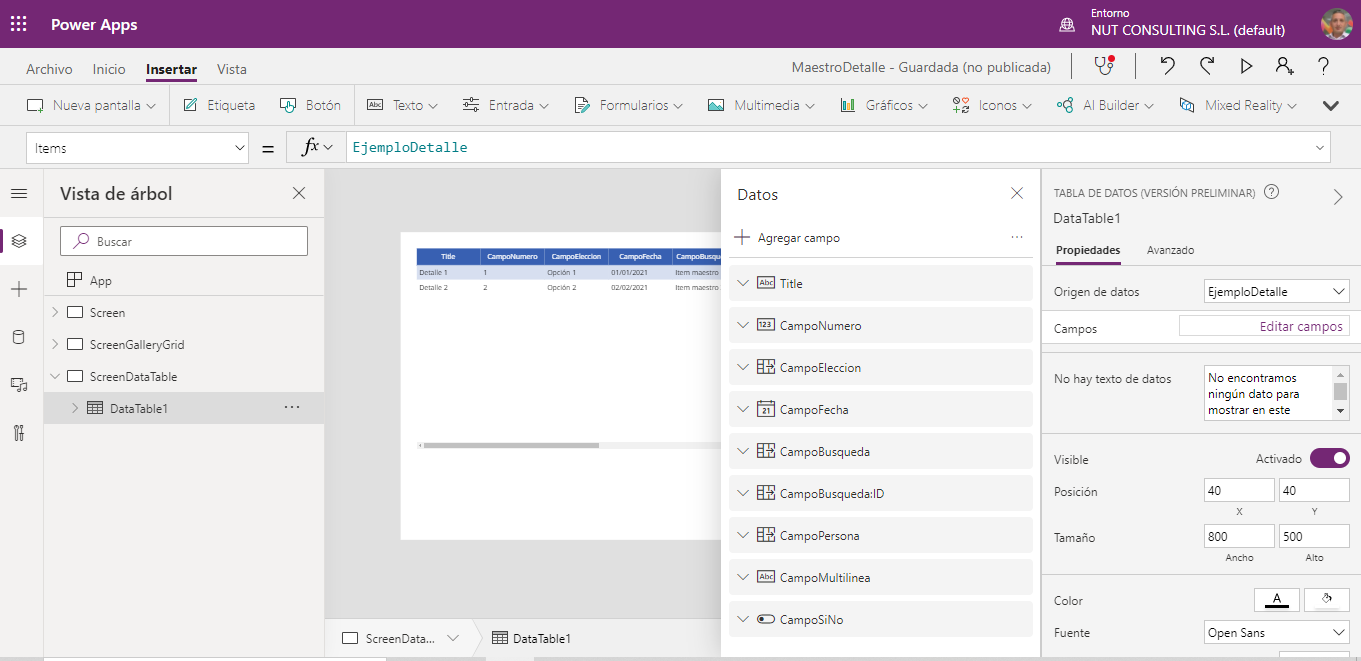 Power Apps
Entorno
NUT CONSULTING S.L. (default)
Archivo Inicio Insertar Vista
MaestroDetalle - Guardada (no publicada)
?
Nueva pantalla Etiqueta Botón Abc Texto Entrada Formularios Multimedia Gráficos Iconos AI Builder Mixed Reality
Items = fx EjemploDetalle
Vista de árbol
Buscar
App
Screen
ScreenGalleryGrid
ScreenDataTable
DataTable1 ...
Title CampoNumero CampoEleccion CampoFecha CampoBusqu
Detalle 1 1 Opción 1 01/01/2021 Item maestro
Detalle 2 2 Opción 2 02/02/2021 Item maestro
ScreenData... DataTable1
Datos
Agregar campo ...
Abc Title
123 CampoNumero
CampoEleccion
21 CampoFecha
CampoBusqueda
CampoBusqueda:ID
CampoPersona
Abc CampoMultilinea
CampoSiNo
TABLA DE DATOS (VERSIÓN PRELIMINAR) ?
DataTable1
Propiedades Avanzado
Origen de datos EjemploDetalle
Campos Editar campos
No hay texto de datos No encontramos
ningún dato para
mostrar en este
Visible Activado
Posición 40 40
X Y
Tamaño 800 500
Ancho Alto
Color A
Fuente Open Sans